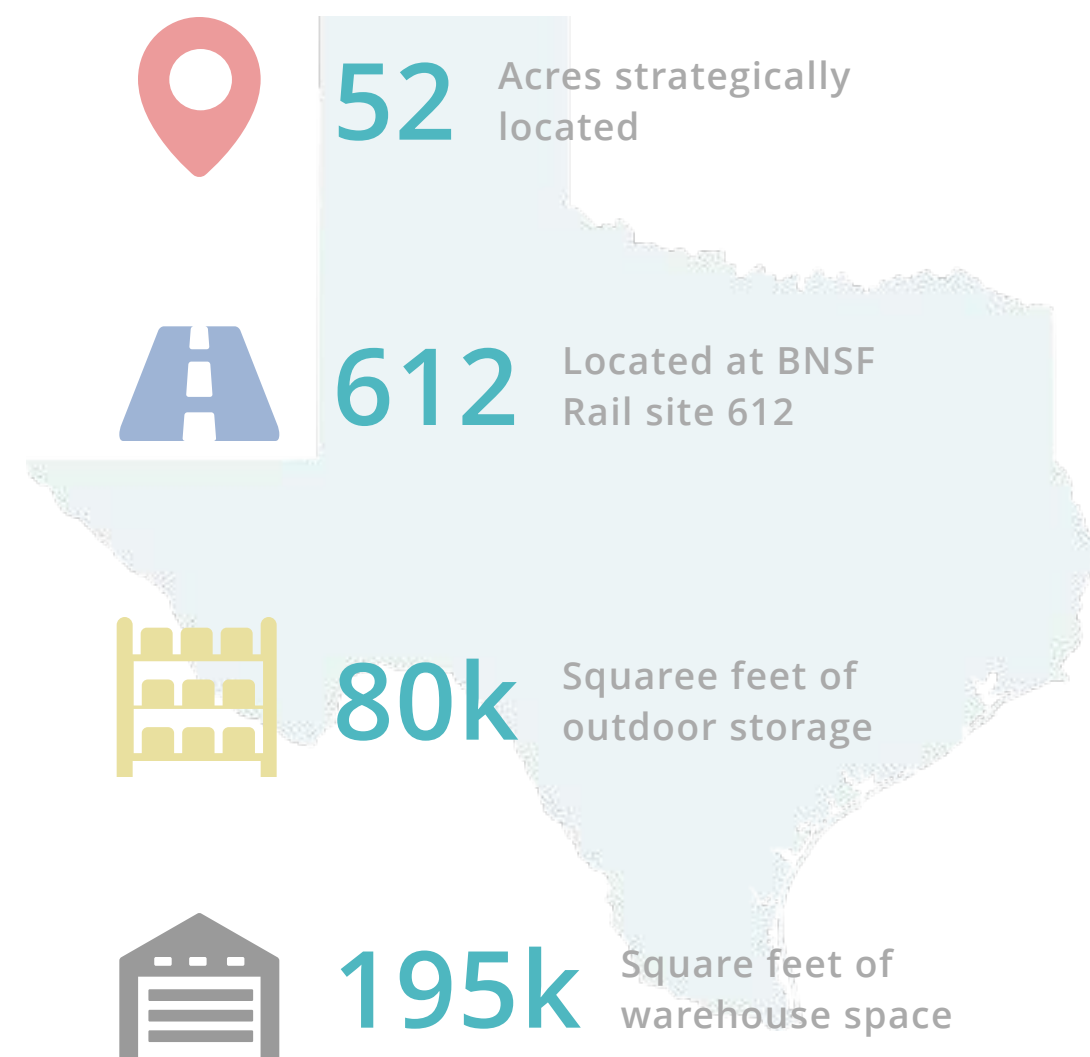 52 Acres strategically
located
612 Located at BNSF
Rail site 612
80k Squaree feet of
outdoor storage
195k Square feet of
warehouse space